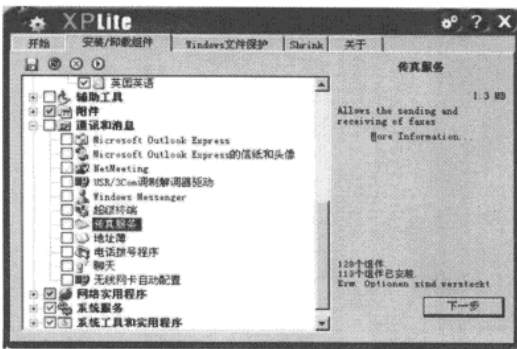 XPLite
开始 安装/卸载组件 Windows文件保护 Shrink 关于
英国英语
辅助工具
附件
通讯和消息
Microsoft Outlook Express
Microsoft Outlook Express的信纸和头像
NetMeeting
USR/3Com调制解调器驱动
Windows Messenger
超级终端
传真服务
地址薄
电话拨号程序
聊天
无线网卡自动配置
网络实用程序
系统服务
系统工具和实用程序
传真服务
1.3 MB
Allows the sending and
receiving of faxes
More Information...
120个组件
113个组件已安装.
Erw. Optionen sind versteckt
下一步